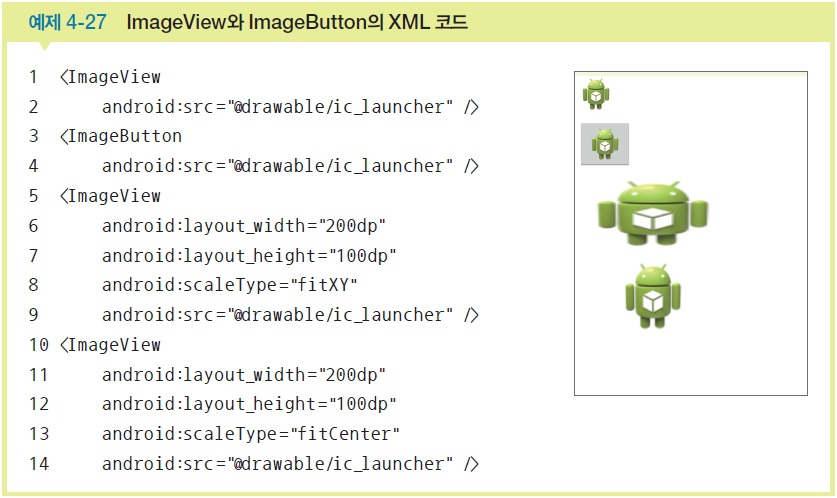 예제 4-27 ImageView와 ImageButton의 XML 코드
1 <ImageView
2 android:src="@drawable/ic_launcher" />
3 <ImageButton
4 android:src="@drawable/ic_launcher" />
5 <ImageView
6 android:layout_width="200dp"
7 android:layout_height="100dp"
8 android:scaleType="fitXY"
9 android:src="@drawable/ic_launcher" />
10 <ImageView
11 android:layout_width="200dp"
12 android:layout_height="100dp"
13 android:scaleType="fitCenter"
14 android:src="@drawable/ic_launcher" />